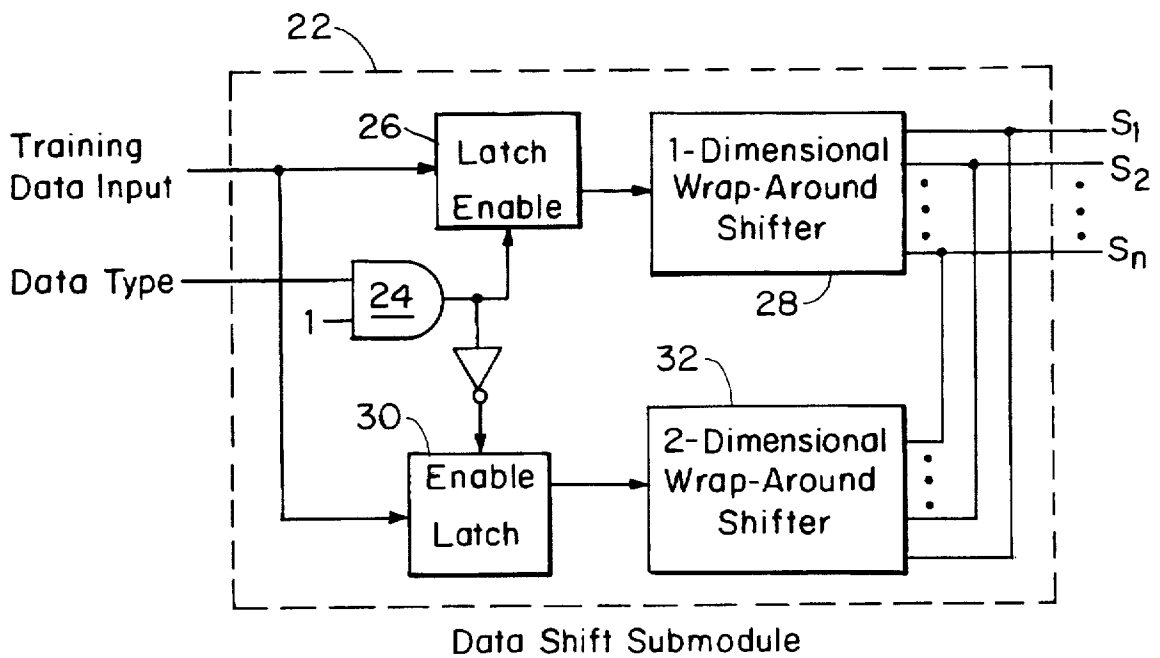 22
Training
Data Input
26
Latch
Enable
1-Dimensional
Wrap-Around
Shifter
28
S1
S2
Sn
Data Type
24
1
30
Enable
Latch
32
2-Dimensional
Wrap-Around
Shifter
Data Shift Submodule